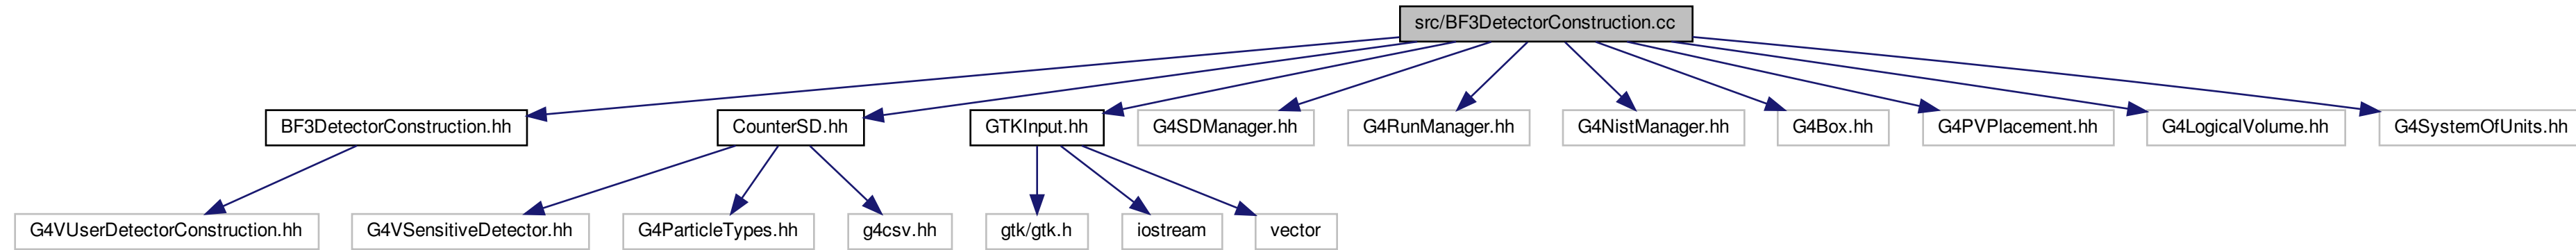 src/BF3DetectorConstruction.cc
BF3DetectorConstruction.hh
CounterSD.hh
GTKInput.hh
G4SDManager.hh
G4RunManager.hh
G4NistManager.hh
G4Box.hh
G4PVPlacement.hh
G4LogicalVolume.hh
G4SystemOfUnits.hh
G4VUserDetectorConstruction.hh
G4VSensitiveDetector.hh
G4ParticleTypes.hh
g4csv.hh
gtk/gtk.h
iostream
vector